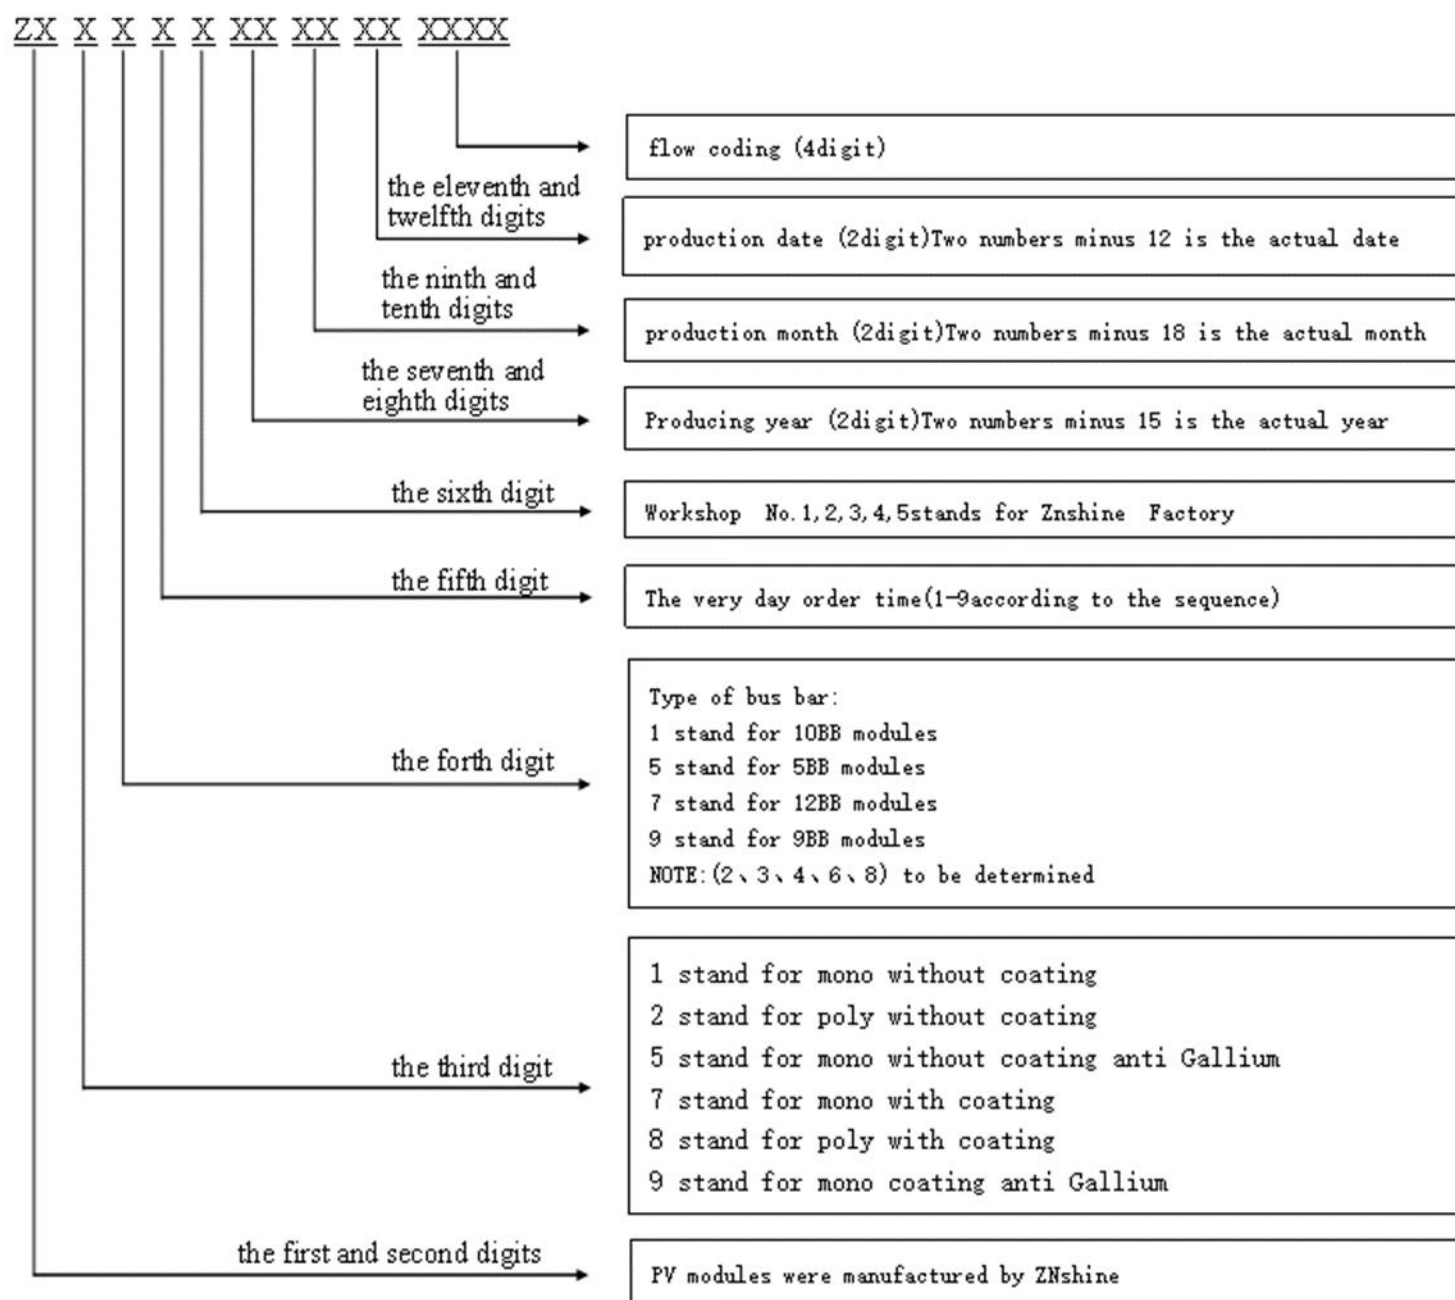 ZX X X X X XX XX XX XXXX
flow coding (4digit)
the eleventh and
twelfth digits
production date (2digit)Two numbers minus 12 is the actual date
the ninth and
tenth digits
production month (2digit)Two numbers minus 18 is the actual month
the seventh and
eighth digits
Producing year (2digit)Two numbers minus 15 is the actual year
the sixth digit
Workshop No.1,2,3,4,5stands for Znshine Factory
the fifth digit
The very day order time(1-9according to the sequence)
the forth digit
Type of bus bar:
1 stand for 10BB modules
5 stand for 5BB modules
7 stand for 12BB modules
9 stand for 9BB modules
NOTE:(2、3、4、6、8) to be determined
the third digit
1 stand for mono without coating
2 stand for poly without coating
5 stand for mono without coating anti Gallium
7 stand for mono with coating
8 stand for poly with coating
9 stand for mono coating anti Gallium
the first and second digits
PV modules were manufactured by ZNshine